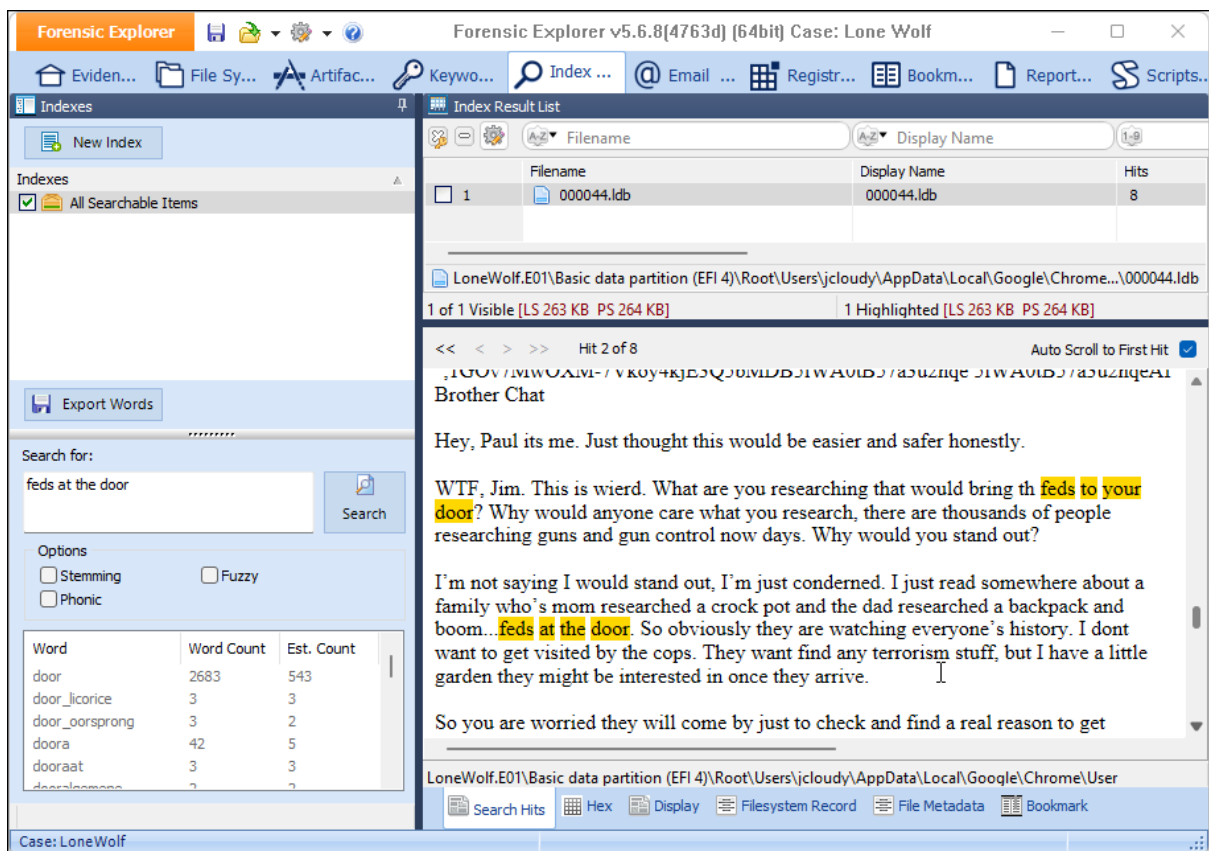 Forensic Explorer
Forensic Explorer v5.6.8(4763d) (64bit) Case: Lone Wolf
Eviden... File Sy... Artifac... Keywo... Index ... Email ... Registr... Bookm... Report... Scripts..
Indexes
New Index
Indexes
All Searchable Items
Export Words
Search for:
feds at the door
Search
Options
Stemming Fuzzy
Phonic
Word Word Count Est. Count
door 2683 543
door_licorice 3 3
door_oorsprong 3 2
doora 42 5
dooraat 3 3
Case: LoneWolf
Index Result List
Filename Display Name
Filename Display Name Hits
1 000044.ldb 000044.ldb 8
LoneWolf.E01\Basic data partition (EFI 4)\Root\Users\jcloudy\AppData\Local\Google\Chrome...\000044.ldb
1 of 1 Visible [LS 263 KB PS 264 KB] 1 Highlighted [LS 263 KB PS 264 KB]
<< < > >> Hit 2 of 8 Auto Scroll to First Hit
Brother Chat
Hey, Paul its me. Just thought this would be easier and safer honestly.
WTF, Jim. This is wierd. What are you researching that would bring th feds to your
door? Why would anyone care what you research, there are thousands of people
researching guns and gun control now days. Why would you stand out?
I’m not saying I would stand out, I’m just conderned. I just read somewhere about a
family who’s mom researched a crock pot and the dad researched a backpack and
boom...feds at the door. So obviously they are watching everyone’s history. I dont
want to get visited by the cops. They want find any terrorism stuff, but I have a little
garden they might be interested in once they arrive.
So you are worried they will come by just to check and find a real reason to get
LoneWolf.E01\Basic data partition (EFI 4)\Root\Users\jcloudy\AppData\Local\Google\Chrome\User
Search Hits Hex Display Filesystem Record File Metadata Bookmark